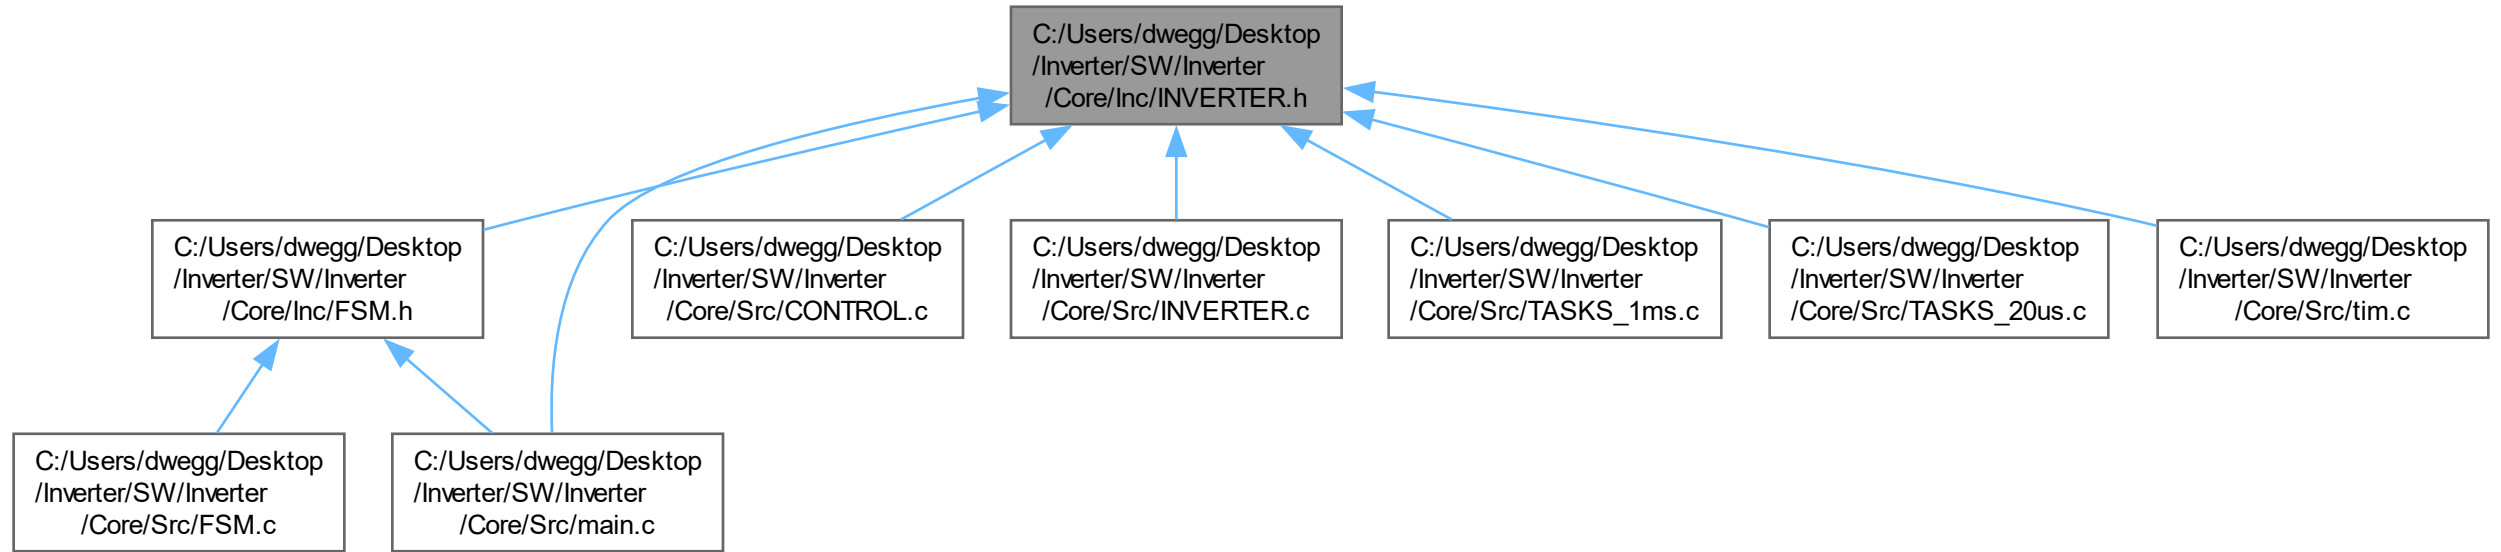 C:/Users/dwegg/Desktop
/Inverter/SW/Inverter
/Core/Inc/INVERTER.h
C:/Users/dwegg/Desktop
/Inverter/SW/Inverter
/Core/Inc/FSM.h
C:/Users/dwegg/Desktop
/Inverter/SW/Inverter
/Core/Src/CONTROL.c
C:/Users/dwegg/Desktop
/Inverter/SW/Inverter
/Core/Src/INVERTER.c
C:/Users/dwegg/Desktop
/Inverter/SW/Inverter
/Core/Src/TASKS_1ms.c
C:/Users/dwegg/Desktop
/Inverter/SW/Inverter
/Core/Src/TASKS_20us.c
C:/Users/dwegg/Desktop
/Inverter/SW/Inverter
/Core/Src/tim.c
C:/Users/dwegg/Desktop
/Inverter/SW/Inverter
/Core/Src/FSM.c
C:/Users/dwegg/Desktop
/Inverter/SW/Inverter
/Core/Src/main.c